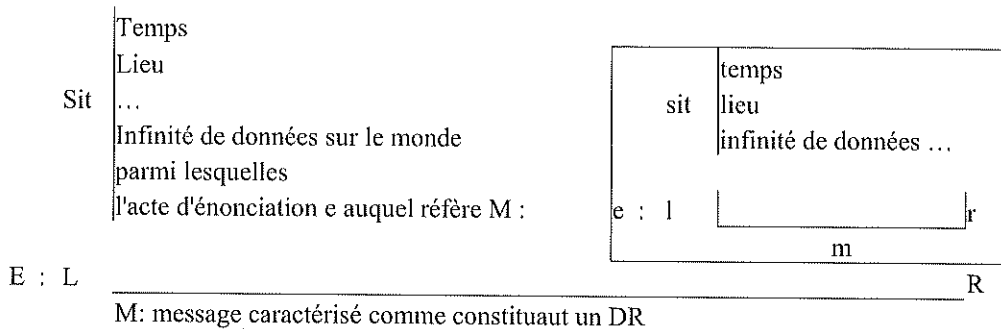 Temps
Lieu
Sit ...
Infinité de données sur le monde
parmi lesquelles
l'acte d'énonciation e auquel réfère M :
temps
sit lieu
infinité de données ...
e : l r
m
E : L R
M: message caractérisé comme constituaut un DR